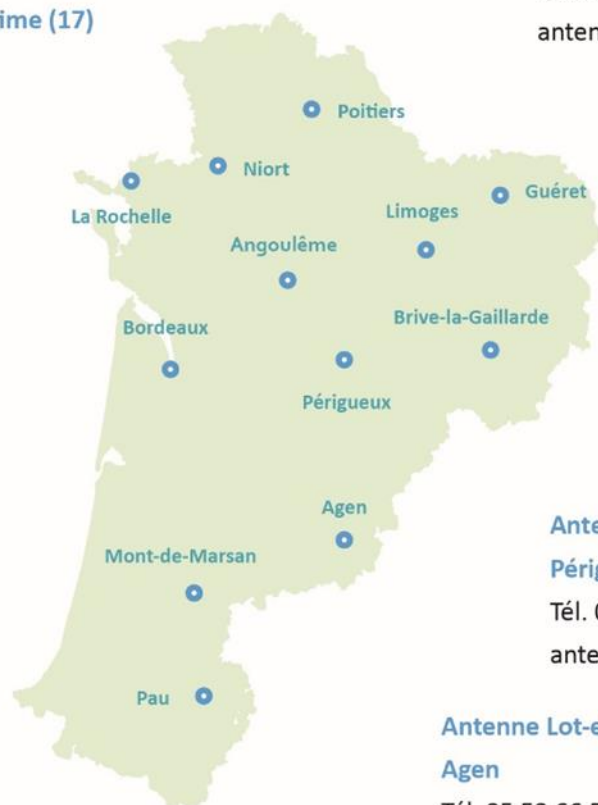 ime (17)
anten
Poitiers
Niort
Guéret
La Rochelle
Limoges
Angoulême
Brive-la-Gaillarde
Bordeaux
Périgueux
Agen
Ante
Mont-de-Marsan
Périg
Tél. 0
ante
Pau
Antenne Lot-e
Agen